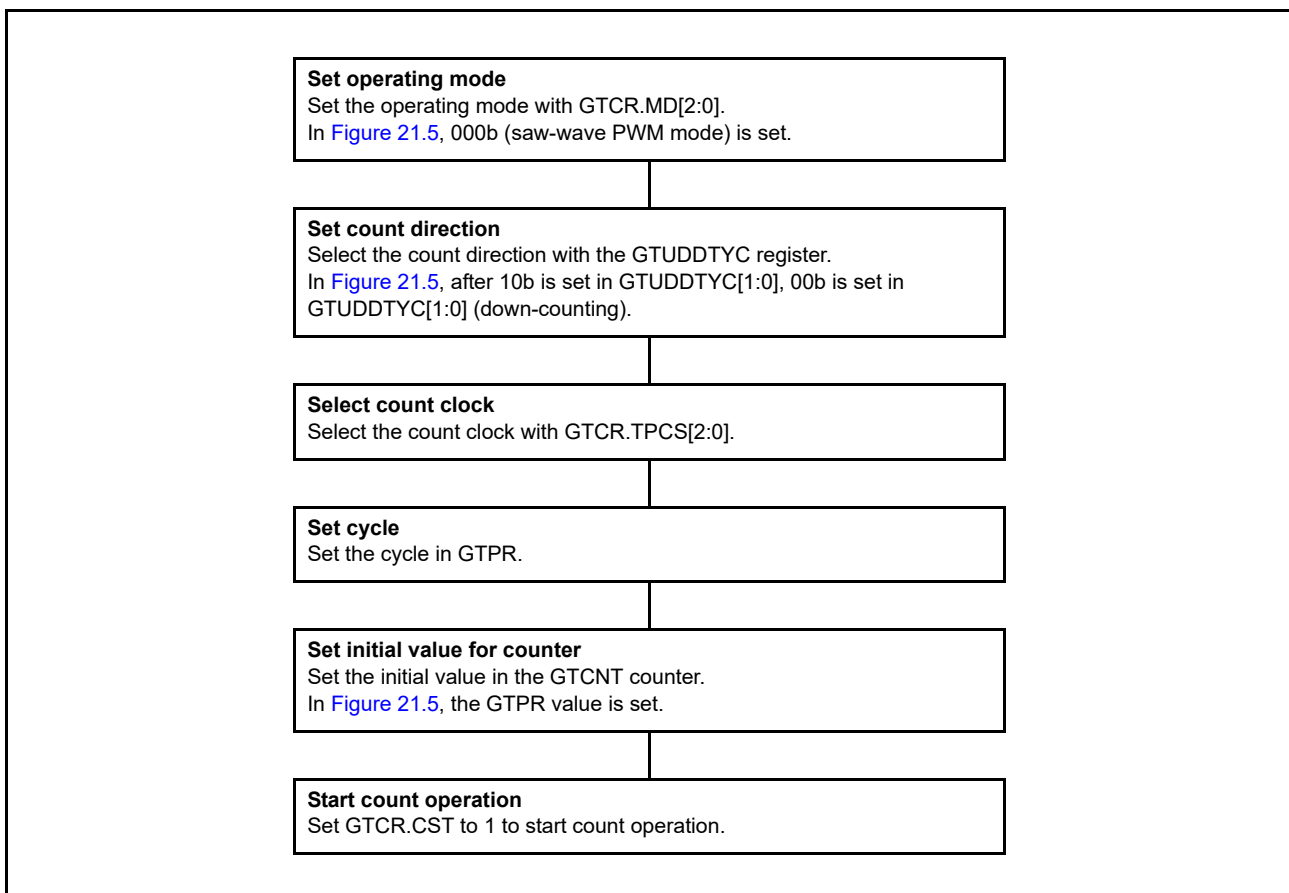 Set operating mode
Set the operating mode with GTCR.MD[2:0].
In Figure 21.5, 000b (saw-wave PWM mode) is set.
Set count direction
Select the count direction with the GTUDDTYC register.
In Figure 21.5, after 10b is set in GTUDDTYC[1:0], 00b is set in
GTUDDTYC[1:0] (down-counting).
Select count clock
Select the count clock with GTCR.TPCS[2:0].
Set cycle
Set the cycle in GTPR.
Set initial value for counter
Set the initial value in the GTCNT counter.
In Figure 21.5, the GTPR value is set.
Start count operation
Set GTCR.CST to 1 to start count operation.